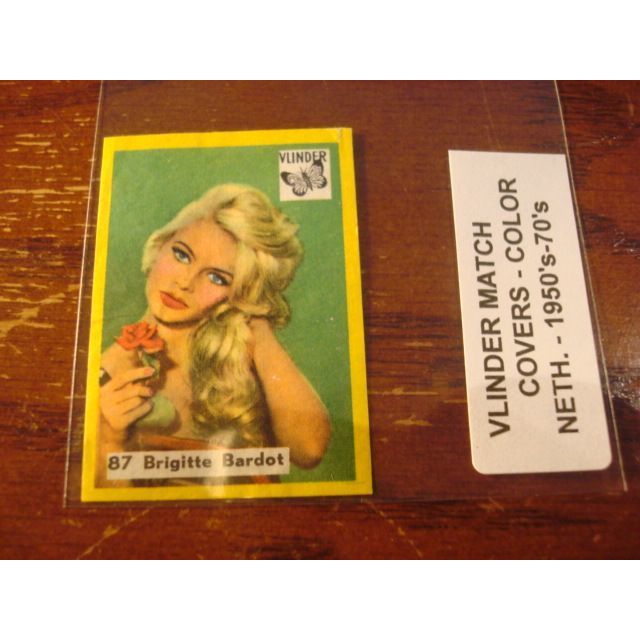 VLINDER
87 Brigitte Bardot
VLINDER MATCH
COVERS - COLOR
NETH. - 1950's-70's